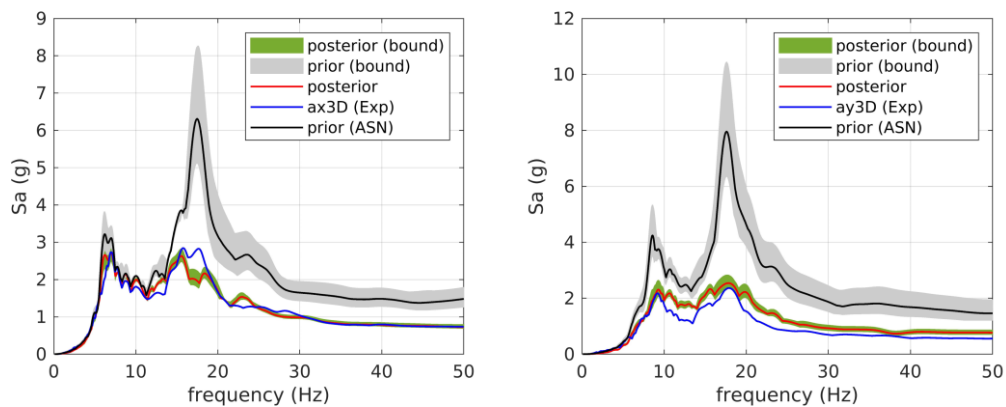 9
8
7
6
5
4
3
2
1
0
Sa (g)
posterior (bound)
prior (bound)
posterior
ax3D (Exp)
prior (ASN)
0 10 20 30 40 50
frequency (Hz)
12
10
8
6
4
2
0
Sa (g)
posterior (bound)
prior (bound)
posterior
ay3D (Exp)
prior (ASN)
0 10 20 30 40 50
frequency (Hz)